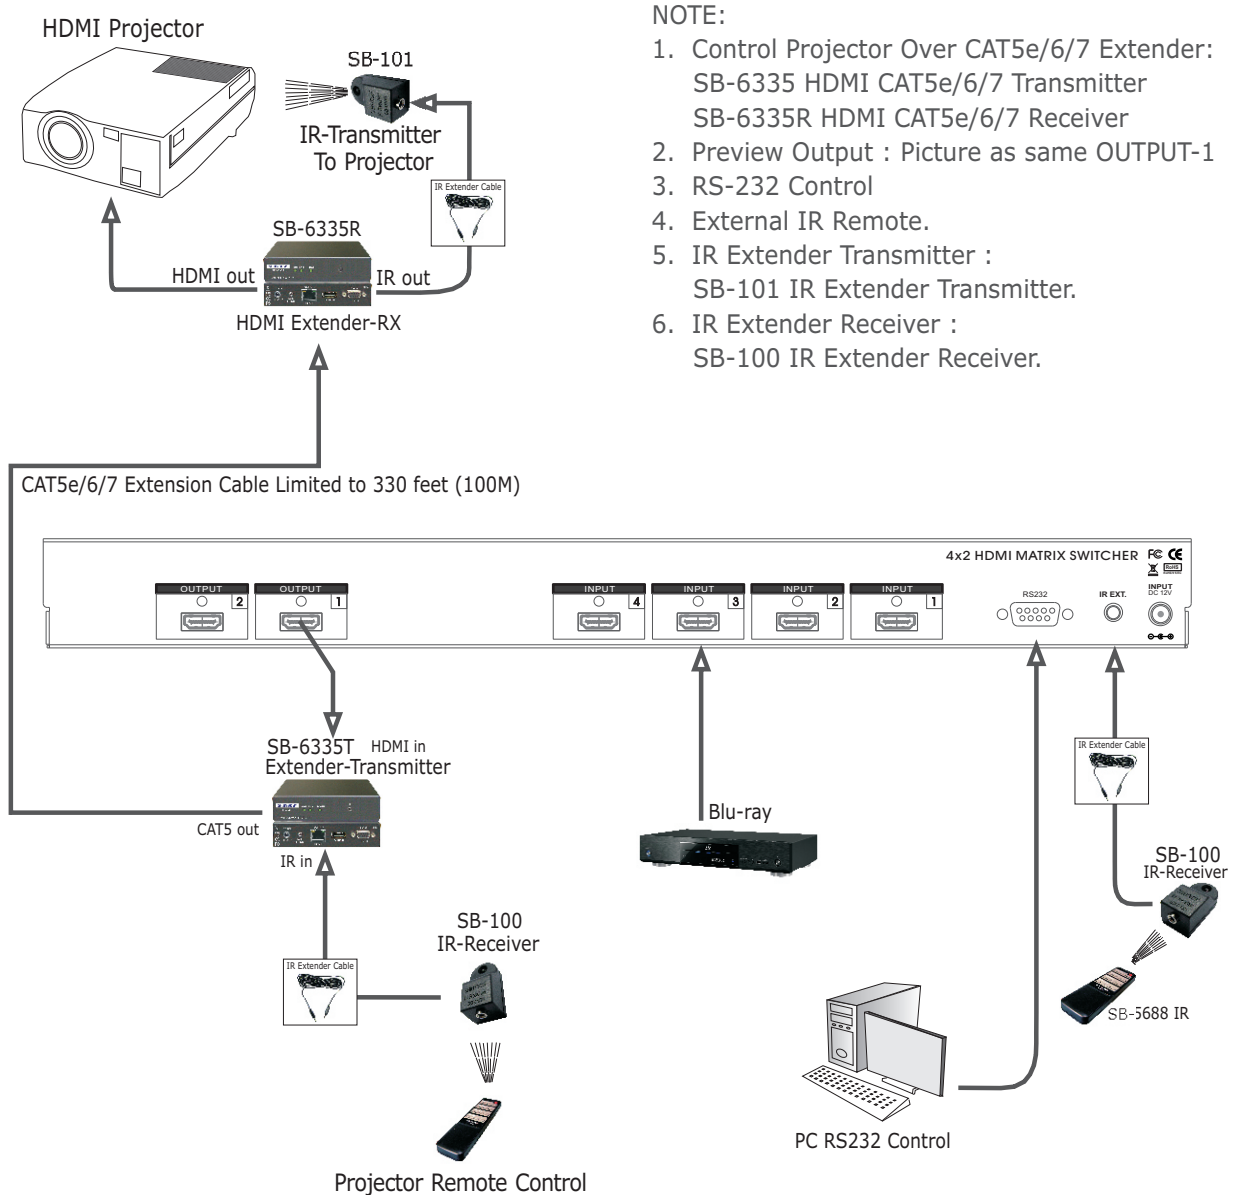 HDMI Projector
SB-101
IR-Transmitter
To Projector
IR Extender Cable
SB-6335R
HDMI out
IR out
HDMI Extender-RX
NOTE:
1. Control Projector Over CAT5e/6/7 Extender:
SB-6335 HDMI CAT5e/6/7 Transmitter
SB-6335R HDMI CAT5e/6/7 Receiver
2. Preview Output : Picture as same OUTPUT-1
3. RS-232 Control
4. External IR Remote.
5. IR Extender Transmitter :
SB-101 IR Extender Transmitter.
6. IR Extender Receiver :
SB-100 IR Extender Receiver.
CAT5e/6/7 Extension Cable Limited to 330 feet (100M)
4x2 HDMI MATRIX SWITCHER
FC CE
RoHS
OUTPUT
2
OUTPUT
1
INPUT
4
INPUT
3
INPUT
2
INPUT
1
RS232
IR EXT.
INPUT
DC 12V
SB-6335T HDMI in
Extender-Transmitter
CAT5 out
IR in
IR Extender Cable
SB-100
IR-Receiver
Projector Remote Control
Blu-ray
IR Extender Cable
SB-100
IR-Receiver
SB-5688 IR
PC RS232 Control